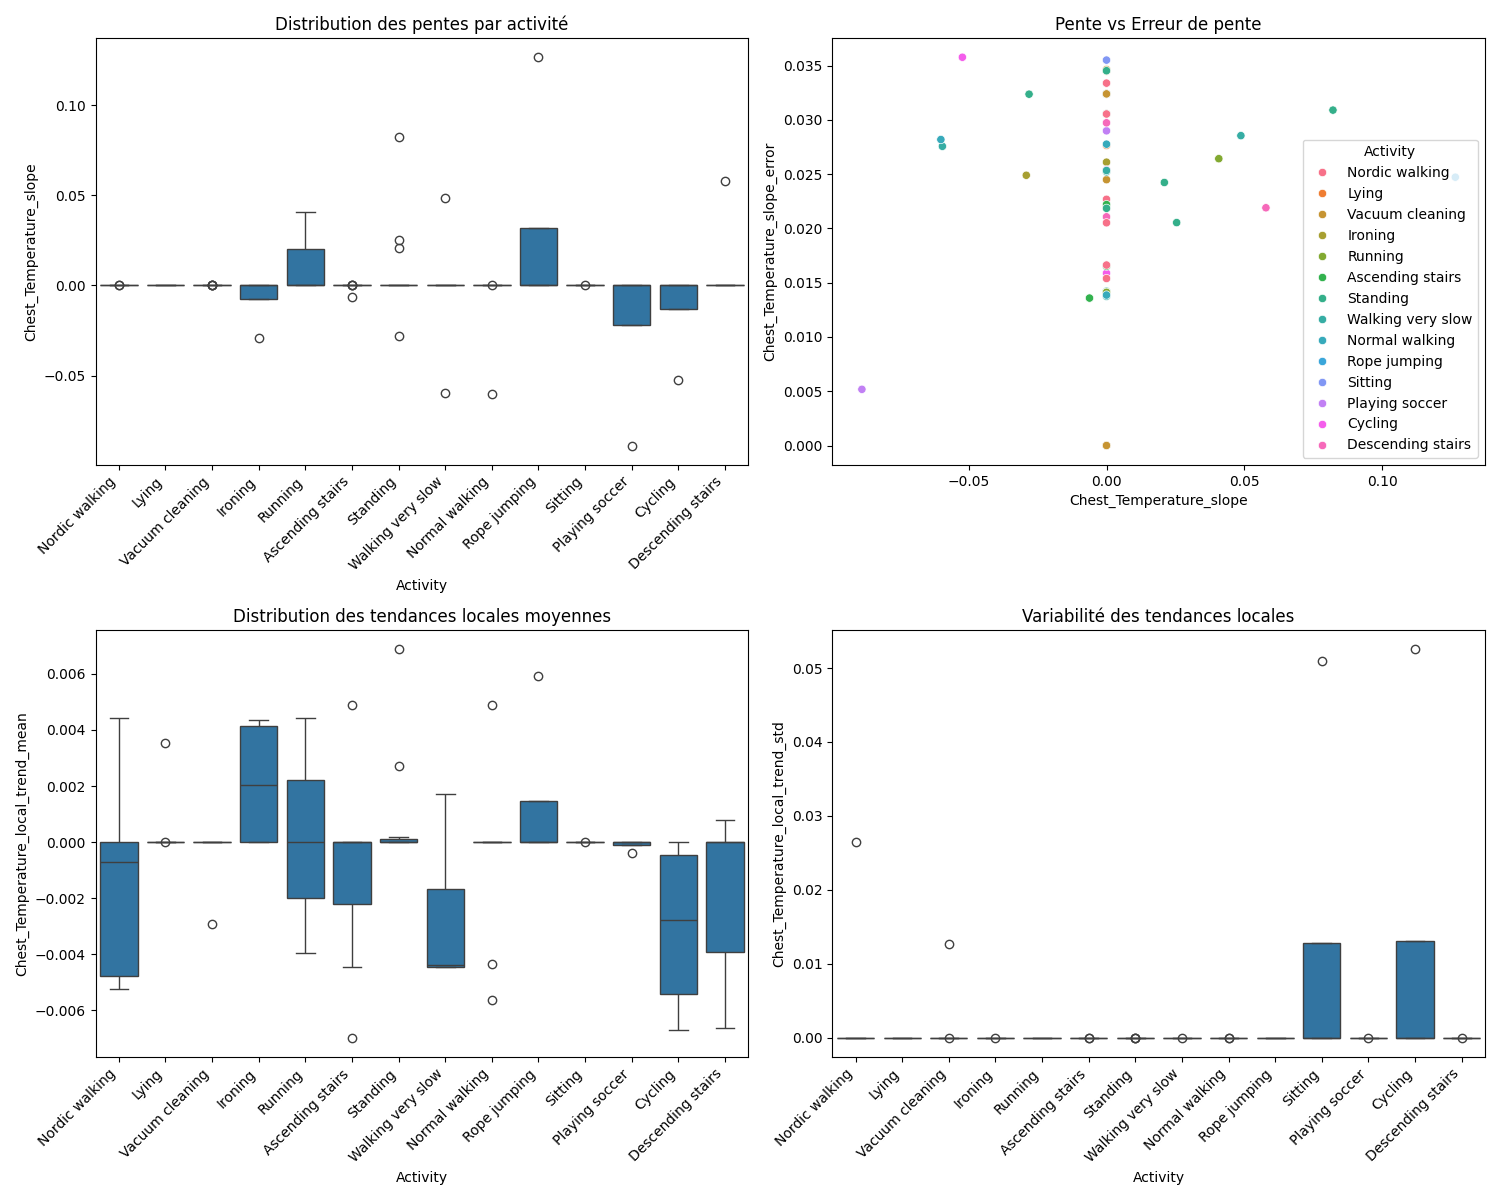 Distribution des pentes par activité
Chest_Temperature_slope
0.10
0.05
0.00
−0.05
Nordic walking
Lying
Vacuum cleaning
Ironing
Running
Ascending stairs
Standing
Walking very slow
Normal walking
Rope jumping
Sitting
Playing soccer
Cycling
Descending stairs
Activity
Pente vs Erreur de pente
Chest_Temperature_slope_error
0.035
0.030
0.025
0.020
0.015
0.010
0.005
0.000
Activity
Nordic walking
Lying
Vacuum cleaning
Ironing
Running
Ascending stairs
Standing
Walking very slow
Normal walking
Rope jumping
Sitting
Playing soccer
Cycling
Descending stairs
−0.05
0.00
0.05
0.10
Chest_Temperature_slope
Distribution des tendances locales moyennes
Chest_Temperature_local_trend_mean
0.006
0.004
0.002
0.000
−0.002
−0.004
−0.006
Nordic walking
Lying
Vacuum cleaning
Ironing
Running
Ascending stairs
Standing
Walking very slow
Normal walking
Rope jumping
Sitting
Playing soccer
Cycling
Descending stairs
Activity
Variabilité des tendances locales
Chest_Temperature_local_trend_std
0.05
0.04
0.03
0.02
0.01
0.00
Nordic walking
Lying
Vacuum cleaning
Ironing
Running
Ascending stairs
Standing
Walking very slow
Normal walking
Rope jumping
Sitting
Playing soccer
Cycling
Descending stairs
Activity